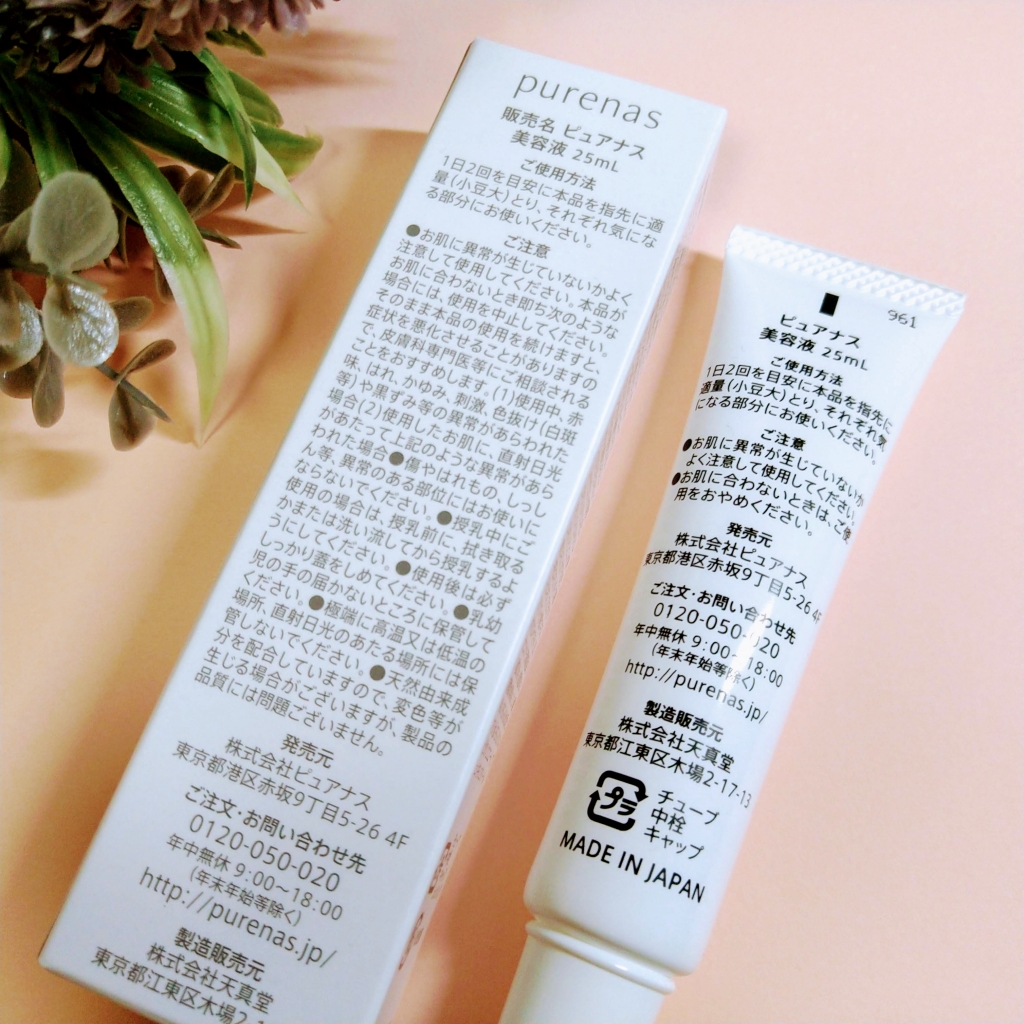 purenas
販売名 ピュアナス
美容液 25mL
ご使用方法
1日2回を目安に本品を指先に適
量(小豆大)とり、それぞれ気にな
る部分にお使いください。
ご注意
●お肌に異常が生じていないかよく
注意して使用してください。本品が
お肌に合わないとき即ち次のような
場合には、使用を中止してください。
そのまま本品の使用を続けますと、
症状を悪化させることがありますの
で、皮膚科専門医等にご相談される
ことをおすすめします。(1)使用中、赤
味、はれ、かゆみ、刺激、色抜け(白斑
等)や黒ずみ等の異常があらわれた
場合(2)使用したお肌に、直射日光
があたって上記のような異常があら
われた場合 ●傷やはれもの、しっし
ん等、異常のある部位にはお使いに
ならないでください。●授乳中にご
使用の場合は、授乳前に、拭き取る
かまたは洗い流してから授乳するよ
うにしてください。●使用後は必ず
しっかり蓋をしめてください。●乳幼
児の手の届かないところに保管して
ください。●極端に高温又は低温の
場所、直射日光のあたる場所には保
管しないでください。●天然由来成
分を配合していますので、変色等が
生じる場合がございますが、製品の
品質には問題ございません。
発売元
株式会社ピュアナス
東京都港区赤坂9丁目5-26 4F
ご注文・お問い合わせ先
0120-050-020
年中無休 9:00〜18:00
(年末年始等除く)
http://purenas.jp/
製造販売元
株式会社天真堂
東京都江東区木場2-1
961
ピュアナス
美容液 25mL
ご使用方法
1日2回を目安に本品を指先に
適量(小豆大)とり、それぞれ気
になる部分にお使いください。
ご注意
●お肌に異常が生じていないか
よく注意して使用してください。
●お肌に合わないときは、ご使
用をおやめください。
発売元
株式会社ピュアナス
東京都港区赤坂9丁目5-26 4F
ご注文・お問い合わせ先
0120-050-020
年中無休 9:00〜18:00
(年末年始等除く)
http://purenas.jp/
製造販売元
株式会社天真堂
東京都江東区木場2-17-13
プラ
チューブ
中栓
キャップ
MADE IN JAPAN